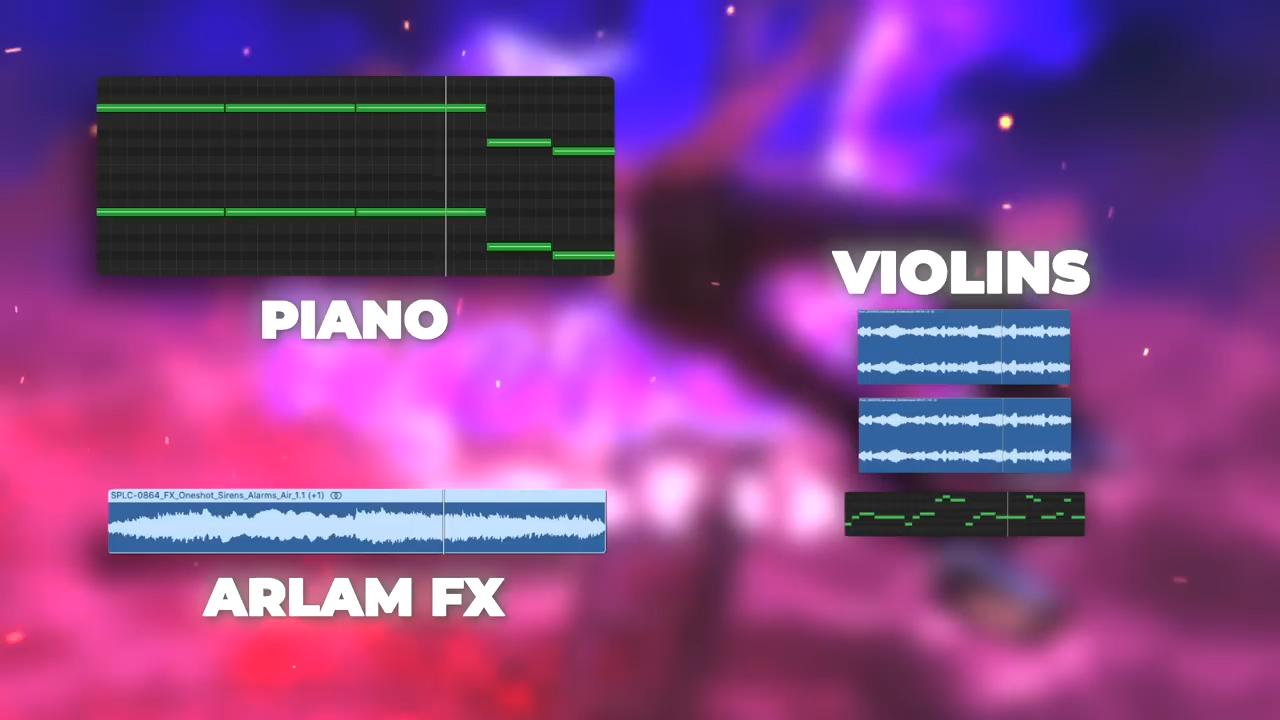 PIANO
VIOLINS
SPLC-0864_FX_Oneshot_Sirens_Alarms_Air_1.1 (+1)
ARLAM FX